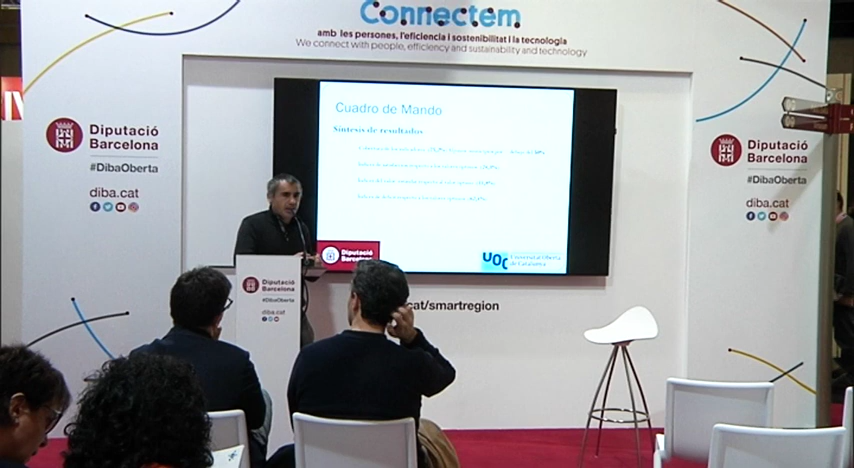 Connectem
amb les persones, l'eficiencia i sostenibilitat i la tecnologia
We connect with people, efficiency and sustainability and technology
Diputació
Barcelona
#DibaOberta
diba.cat
Cuadro de Mando
Síntesis de resultados
Diputació
Barcelona
UOC
Universitat Oberta
de Catalunya
Diputació
Barcelona
#DibaOberta
diba.cat
Diputació
Barcelona
#DibaOberta
diba.cat
cat/smartregion